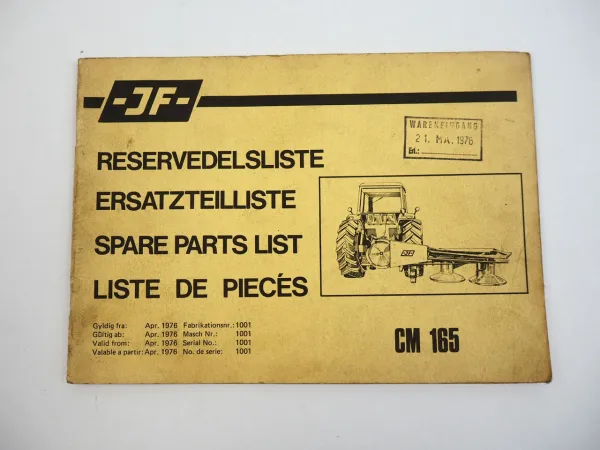 -JF-
WARENEINGANG
21. MA. 1976
Erl.:
RESERVEDELSLISTE
ERSATZTEILLISTE
SPARE PARTS LIST
LISTE DE PIECÉS
JF
Gyldig fra: Apr. 1976 Fabrikationsnr.: 1001
Gültig ab: Apr. 1976 Masch Nr.: 1001
Valid from: Apr. 1976 Serial No.: 1001
Valable a partir: Apr. 1976 No. de serie: 1001
CM 165